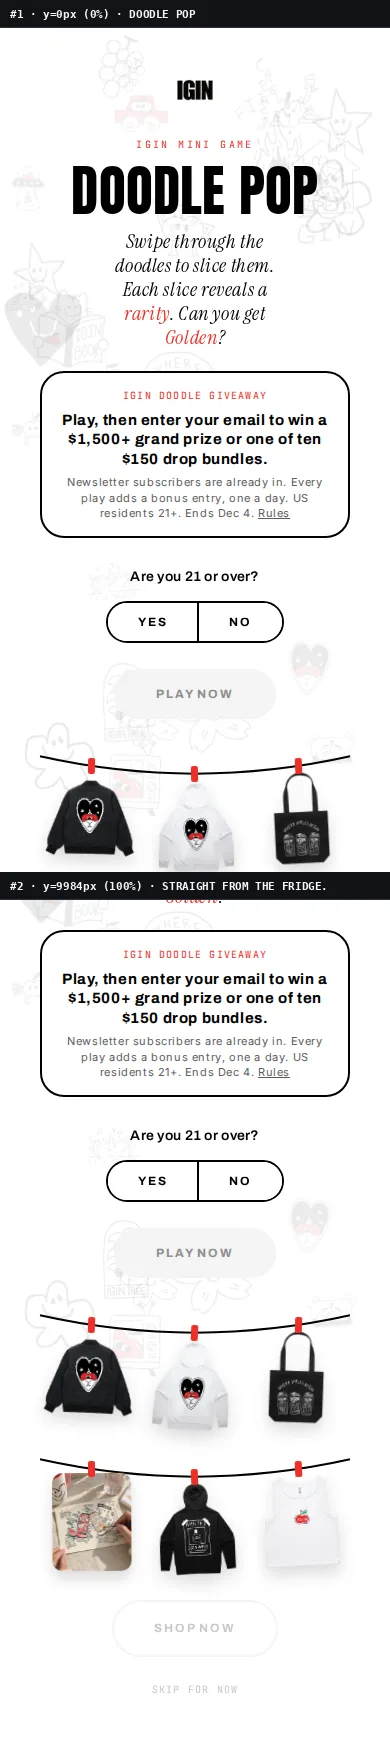 #1 · y=0px (0%) · DOODLE POP
IGIN
IGIN MINI GAME
DOODLE POP
Swipe through the
doodles to slice them.
Each slice reveals a
rarity. Can you get
Golden?
IGIN DOODLE GIVEAWAY
Play, then enter your email to win a
$1,500+ grand prize or one of ten
$150 drop bundles.
Newsletter subscribers are already in. Every
play adds a bonus entry, one a day. US
residents 21+. Ends Dec 4. Rules
Are you 21 or over?
YES NO
PLAY NOW
#2 · y=9984px (100%) · STRAIGHT FROM THE FRIDGE.
Golden?
IGIN DOODLE GIVEAWAY
Play, then enter your email to win a
$1,500+ grand prize or one of ten
$150 drop bundles.
Newsletter subscribers are already in. Every
play adds a bonus entry, one a day. US
residents 21+. Ends Dec 4. Rules
Are you 21 or over?
YES NO
PLAY NOW
SHOP NOW
SKIP FOR NOW